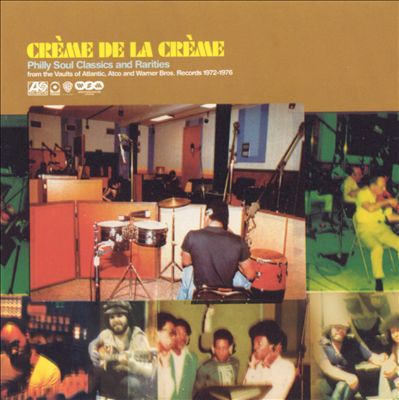 CRÈME DE LA CRÈME
Philly Soul Classics and Rarities
from the Vaults of Atlantic, Atco and Warner Bros. Records 1972-1976